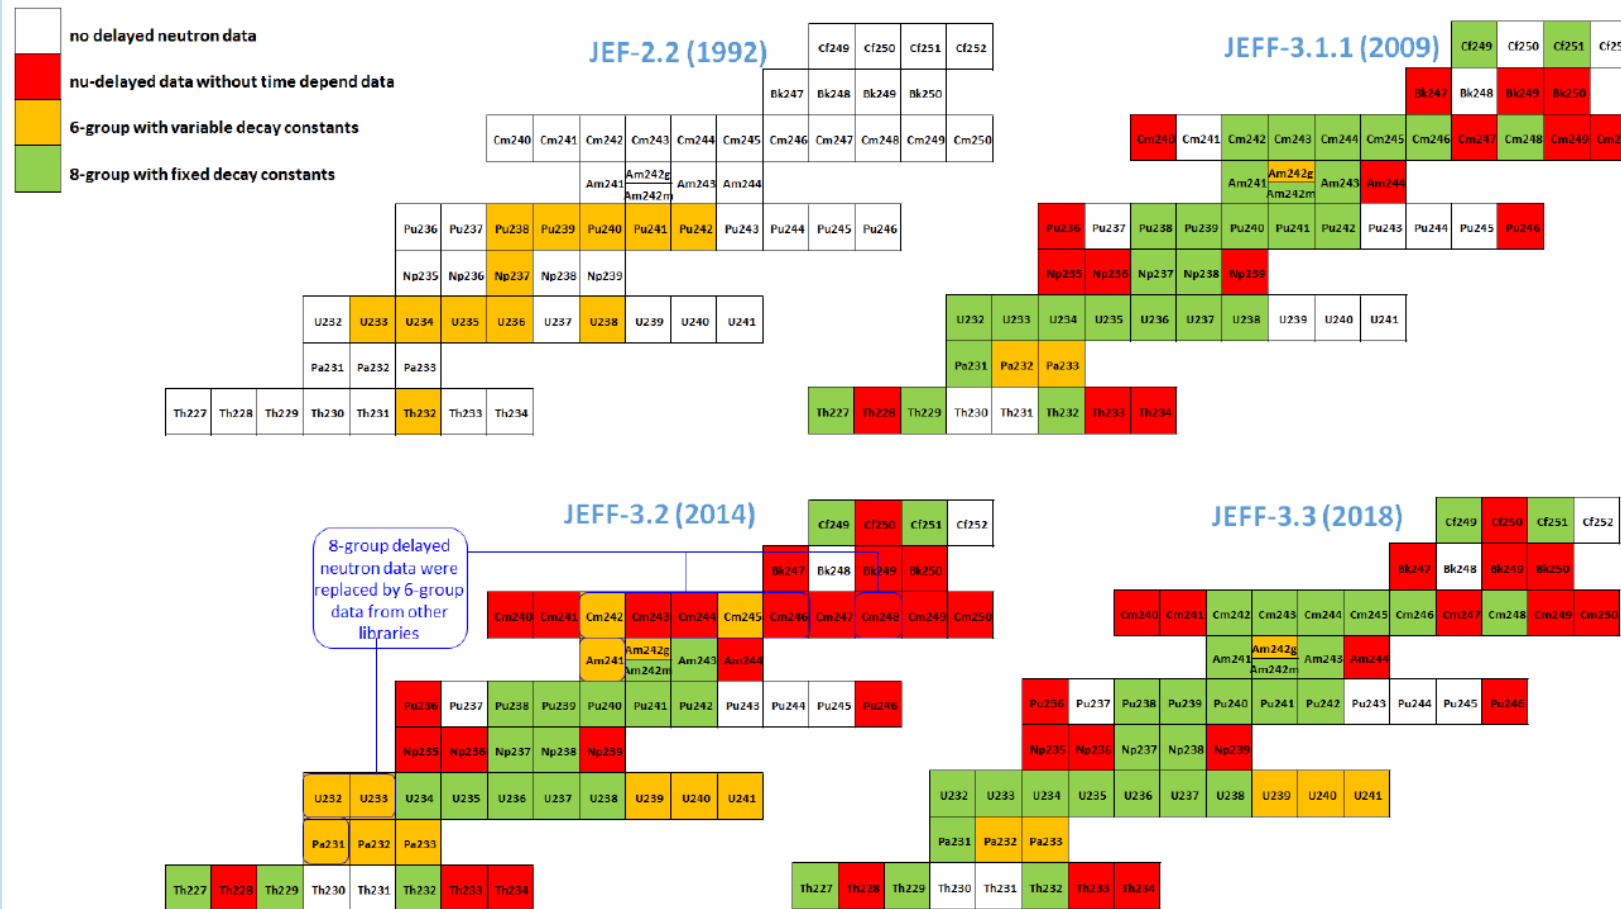 no delayed neutron data
nu-delayed data without time depend data
6-group with variable decay constants
8-group with fixed decay constants
JEF-2.2 (1992)
Cf249 Cf250 Cf251 Cf252
Bk247 Bk248 Bk249 Bk250
Cm240 Cm241 Cm242 Cm243 Cm244 Cm245 Cm246 Cm247 Cm248 Cm249 Cm250
Am241 Am242g Am243 Am244
Am242m
Pu236 Pu237 Pu238 Pu239 Pu240 Pu241 Pu242 Pu243 Pu244 Pu245 Pu246
Np235 Np236 Np237 Np238 Np239
U232 U233 U234 U235 U236 U237 U238 U239 U240 U241
Pa231 Pa232 Pa233
Th227 Th228 Th229 Th230 Th231 Th232 Th233 Th234
JEFF-3.1.1 (2009)
Cf249 Cf250 Cf251 Cf25
Bk247 Bk248 Bk249 Bk250
Cm240 Cm241 Cm242 Cm243 Cm244 Cm245 Cm246 Cm247 Cm248 Cm249 Cm2
Am241 Am242g Am243 Am244
Am242m
Pu236 Pu237 Pu238 Pu239 Pu240 Pu241 Pu242 Pu243 Pu244 Pu245 Pu246
Np235 Np236 Np237 Np238 Np239
U232 U233 U234 U235 U236 U237 U238 U239 U240 U241
Pa231 Pa232 Pa233
Th227 Th228 Th229 Th230 Th231 Th232 Th233 Th234
JEFF-3.2 (2014)
8-group delayed
neutron data were
replaced by 6-group
data from other
libraries
Cf249 Cf250 Cf251 Cf252
Bk247 Bk248 Bk249 Bk250
Cm240 Cm241 Cm242 Cm243 Cm244 Cm245 Cm246 Cm247 Cm248 Cm249 Cm250
Am241 Am242g Am243 Am244
Am242m
Pu236 Pu237 Pu238 Pu239 Pu240 Pu241 Pu242 Pu243 Pu244 Pu245 Pu246
Np235 Np236 Np237 Np238 Np239
U232 U233 U234 U235 U236 U237 U238 U239 U240 U241
Pa231 Pa232 Pa233
Th227 Th228 Th229 Th230 Th231 Th232 Th233 Th234
JEFF-3.3 (2018)
Cf249 Cf250 Cf251 Cf252
Bk247 Bk248 Bk249 Bk250
Cm240 Cm241 Cm242 Cm243 Cm244 Cm245 Cm246 Cm247 Cm248 Cm249 Cm250
Am241 Am242g Am243 Am244
Am242m
Pu236 Pu237 Pu238 Pu239 Pu240 Pu241 Pu242 Pu243 Pu244 Pu245 Pu246
Np235 Np236 Np237 Np238 Np239
U232 U233 U234 U235 U236 U237 U238 U239 U240 U241
Pa231 Pa232 Pa233
Th227 Th228 Th229 Th230 Th231 Th232 Th233 Th234